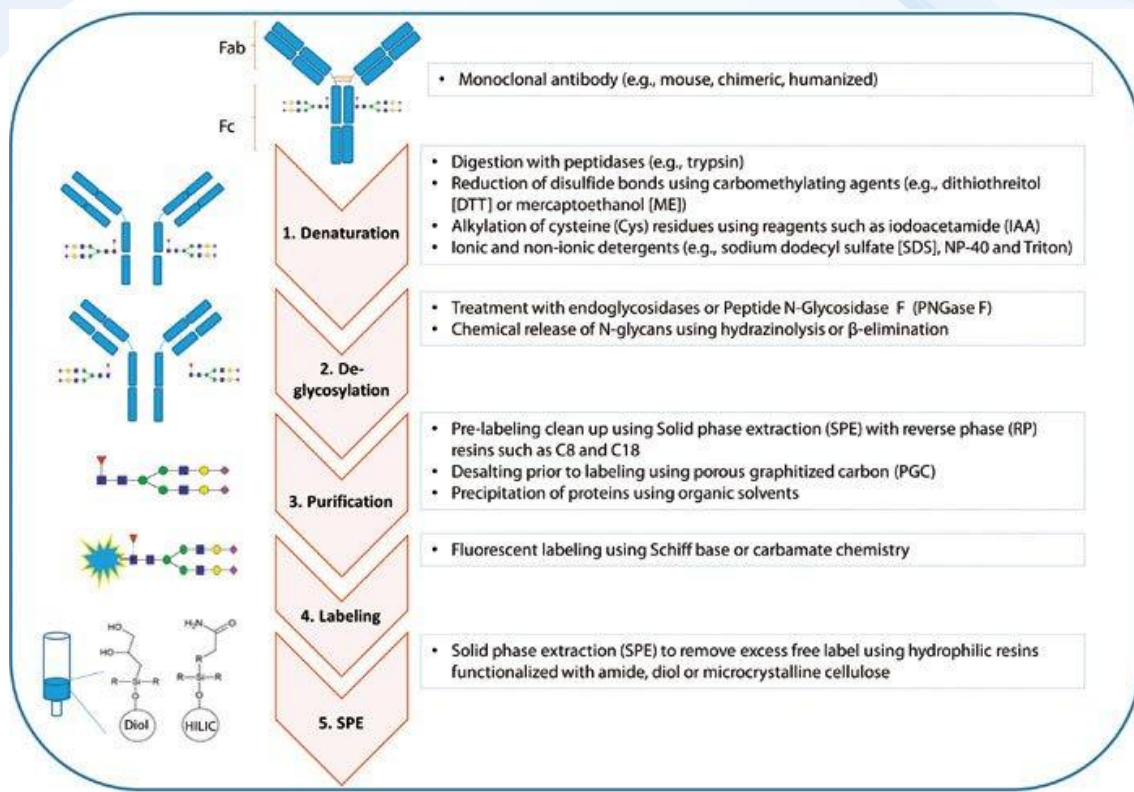 Fab
Fc
• Monoclonal antibody (e.g., mouse, chimeric, humanized)
1. Denaturation
• Digestion with peptidases (e.g., trypsin)
• Reduction of disulfide bonds using carbomethylating agents (e.g., dithiothreitol
[DTT] or mercaptoethanol [ME])
• Alkylation of cysteine (Cys) residues using reagents such as iodoacetamide (IAA)
• Ionic and non-ionic detergents (e.g., sodium dodecyl sulfate [SDS], NP-40 and Triton)
2. De-
glycosylation
• Treatment with endoglycosidases or Peptide N-Glycosidase F (PNGase F)
• Chemical release of N-glycans using hydrazinolysis or β-elimination
3. Purification
• Pre-labeling clean up using Solid phase extraction (SPE) with reverse phase (RP)
resins such as C8 and C18
• Desalting prior to labeling using porous graphitized carbon (PGC)
• Precipitation of proteins using organic solvents
4. Labeling
• Fluorescent labeling using Schiff base or carbamate chemistry
5. SPE
• Solid phase extraction (SPE) to remove excess free label using hydrophilic resins
functionalized with amide, diol or microcrystalline cellulose
HO
HO
R Si R
O
Diol
H₂N O
R
R Si R
O
HILIC